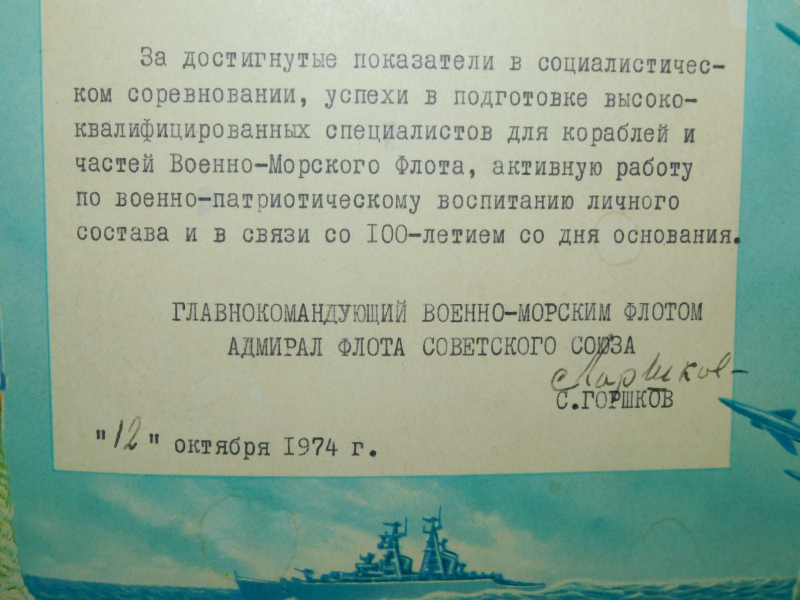 За достигнутые показатели в социалистичес-
ком соревновании, успехи в подготовке высоко-
квалифицированных специалистов для кораблей и
частей Военно-Морского Флота, активную работу
по военно-патриотическому воспитанию личного
состава и в связи со 100-летием со дня основания.
ГЛАВНОКОМАНДУЮЩИЙ ВОЕННО-МОРСКИМ ФЛОТОМ
АДМИРАЛ ФЛОТА СОВЕТСКОГО СОЮЗА
С.ГОРШКОВ
"12" октября 1974 г.